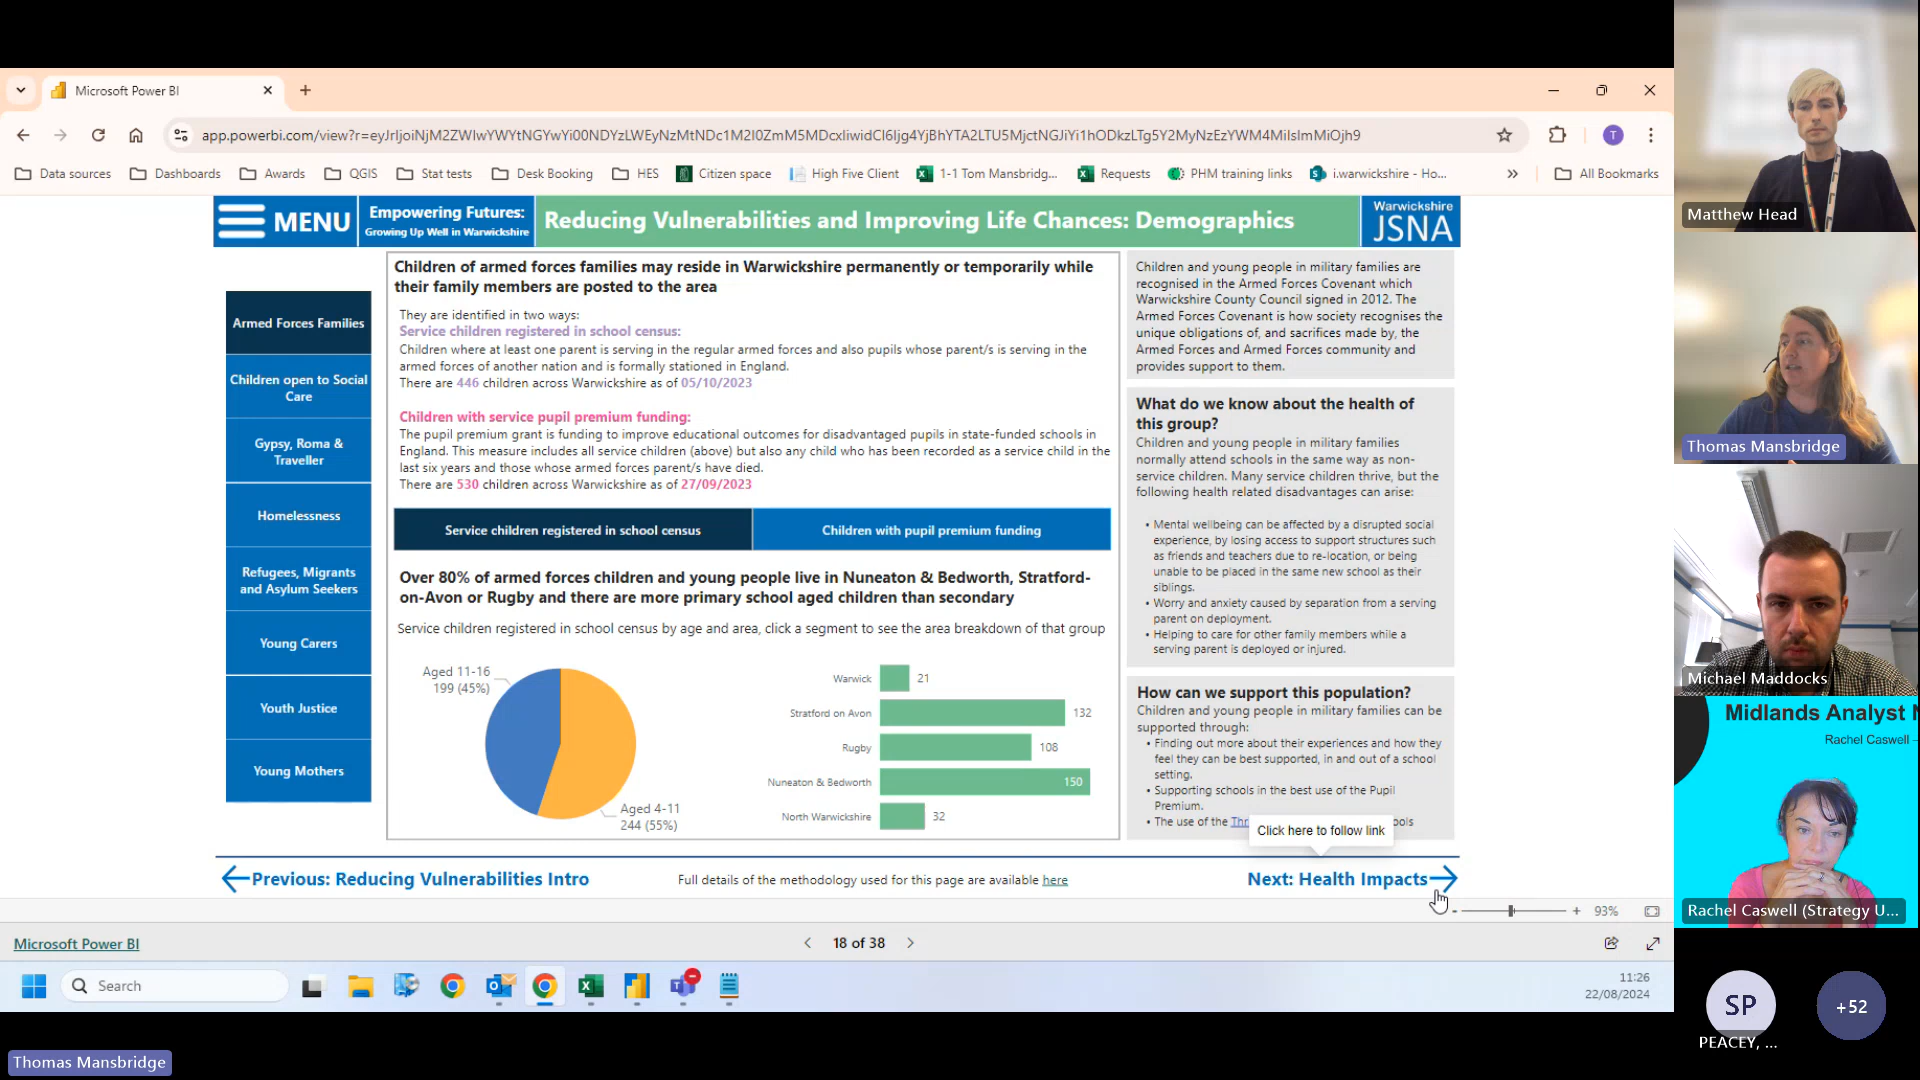 Microsoft Power BI
app.powerbi.com/view?r=eyJrIjoiNjM2ZWIwYWYtNGYwYi00NDYzLWEyNzMtNDc1M2I0ZmM5MDcxIiwidCI6Ijg4YjBhYTA2LTU5MjctNGJiYi1hODkzLTg5Y2MyNzEzYWM4MiIsImMiOjh9
Data sources
Dashboards
Awards
QGIS
Stat tests
Desk Booking
HES
Citizen space
High Five Client
1-1 Tom Mansbridg...
Requests
PHM training links
i.warwickshire - Ho...
All Bookmarks
MENU
Empowering Futures:
Growing Up Well in Warwickshire
Reducing Vulnerabilities and Improving Life Chances: Demographics
Warwickshire
JSNA
Armed Forces Families
Children open to Social
Care
Gypsy, Roma &
Traveller
Homelessness
Refugees, Migrants
and Asylum Seekers
Young Carers
Youth Justice
Young Mothers
Children of armed forces families may reside in Warwickshire permanently or temporarily while
their family members are posted to the area
They are identified in two ways:
Service children registered in school census:
Children where at least one parent is serving in the regular armed forces and also pupils whose parent/s is serving in the
armed forces of another nation and is formally stationed in England.
There are 446 children across Warwickshire as of 05/10/2023
Children with service pupil premium funding:
The pupil premium grant is funding to improve educational outcomes for disadvantaged pupils in state-funded schools in
England. This measure includes all service children (above) but also any child who has been recorded as a service child in the
last six years and those whose armed forces parent/s have died.
There are 530 children across Warwickshire as of 27/09/2023
Service children registered in school census
Children with pupil premium funding
Over 80% of armed forces children and young people live in Nuneaton & Bedworth, Stratford-
on-Avon or Rugby and there are more primary school aged children than secondary
Service children registered in school census by age and area, click a segment to see the area breakdown of that group
Aged 11-16
199 (45%)
Aged 4-11
244 (55%)
Warwick 21
Stratford on Avon 132
Rugby 108
Nuneaton & Bedworth 150
North Warwickshire 32
Children and young people in military families are
recognised in the Armed Forces Covenant which
Warwickshire County Council signed in 2012. The
Armed Forces Covenant is how society recognises the
unique obligations of, and sacrifices made by, the
Armed Forces and Armed Forces community and
provides support to them.
What do we know about the health of
this group?
Children and young people in military families
normally attend schools in the same way as non-
service children. Many service children thrive, but the
following health related disadvantages can arise:
• Mental wellbeing can be affected by a disrupted social
experience, by losing access to support structures such
as friends and teachers due to re-location, or being
unable to be placed in the same new school as their
siblings.
• Worry and anxiety caused by separation from a serving
parent on deployment.
• Helping to care for other family members while a
serving parent is deployed or injured.
How can we support this population?
Children and young people in military families can be
supported through:
• Finding out more about their experiences and how they
feel they can be best supported, in and out of a school
setting.
• Supporting schools in the best use of the Pupil
Premium.
• The use of the Thr
Click here to follow link
ools
Previous: Reducing Vulnerabilities Intro
Full details of the methodology used for this page are available here
Next: Health Impacts
- + 93%
Microsoft Power BI
18 of 38
Search
11:26
22/08/2024
Thomas Mansbridge
Matthew Head
Thomas Mansbridge
Michael Maddocks
Midlands Analyst N
Rachel Caswell –
Rachel Caswell (Strategy U...
SP
PEACEY, ...
+52